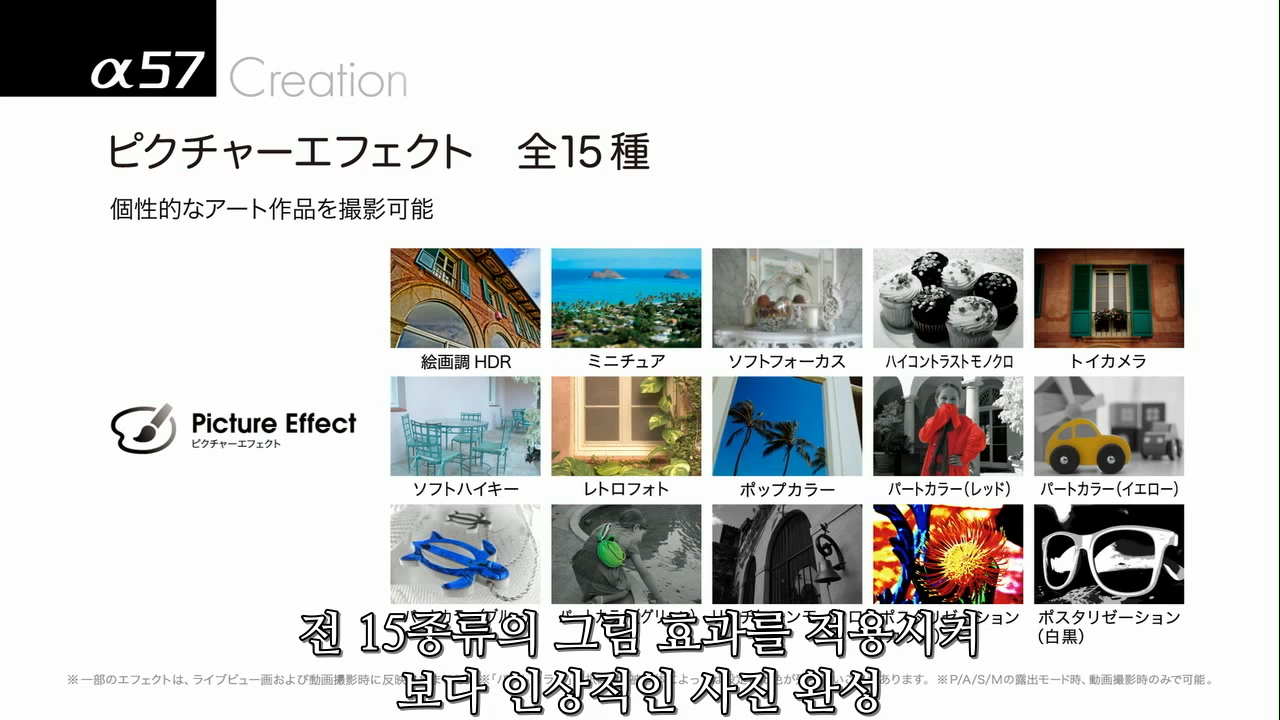 α57 Creation
ピクチャーエフェクト 全15種
個性的なアート作品を撮影可能
絵画調 HDR ミニチュア ソフトフォーカス ハイコントラストモノクロ トイカメラ
Picture Effect
ピクチャーエフェクト
ソフトハイキー レトロフォト ポップカラー パートカラー(レッド) パートカラー(イエロー)
ポスタリゼーション
(白黒)
전 15종류의 그림 효과를 적용시켜
보다 인상적인 사진 완성
※一部のエフェクトは、ライブビュー画および動画撮影時に反映
あります。 ※P/A/S/Mの露出モード時、動画撮影時のみで可能。